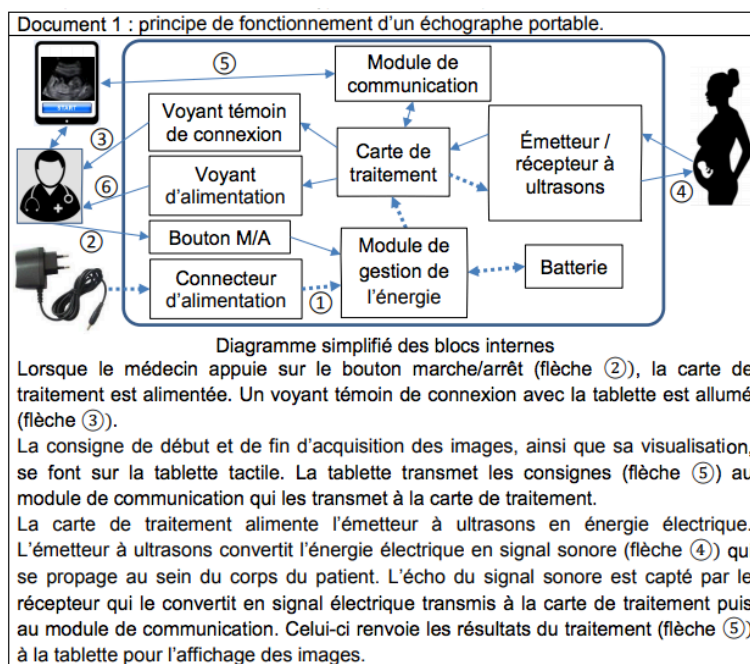 Document 1 : principe de fonctionnement d'un échographe portable.
START
⑤
Module de
communication
Voyant témoin
de connexion
③
Carte de
traitement
Émetteur /
récepteur à
ultrasons
⑥
Voyant
d'alimentation
④
②
Bouton M/A
Module de
gestion de
l'énergie
Batterie
Connecteur
d'alimentation
①
Diagramme simplifié des blocs internes
Lorsque le médecin appuie sur le bouton marche/arrêt (flèche ②), la carte de
traitement est alimentée. Un voyant témoin de connexion avec la tablette est allumé
(flèche ③).
La consigne de début et de fin d'acquisition des images, ainsi que sa visualisation,
se font sur la tablette tactile. La tablette transmet les consignes (flèche ⑤) au
module de communication qui les transmet à la carte de traitement.
La carte de traitement alimente l'émetteur à ultrasons en énergie électrique.
L'émetteur à ultrasons convertit l'énergie électrique en signal sonore (flèche ④) qu
se propage au sein du corps du patient. L'écho du signal sonore est capté par le
récepteur qui le convertit en signal électrique transmis à la carte de traitement puis
au module de communication. Celui-ci renvoie les résultats du traitement (flèche ⑤)
à la tablette pour l'affichage des images.